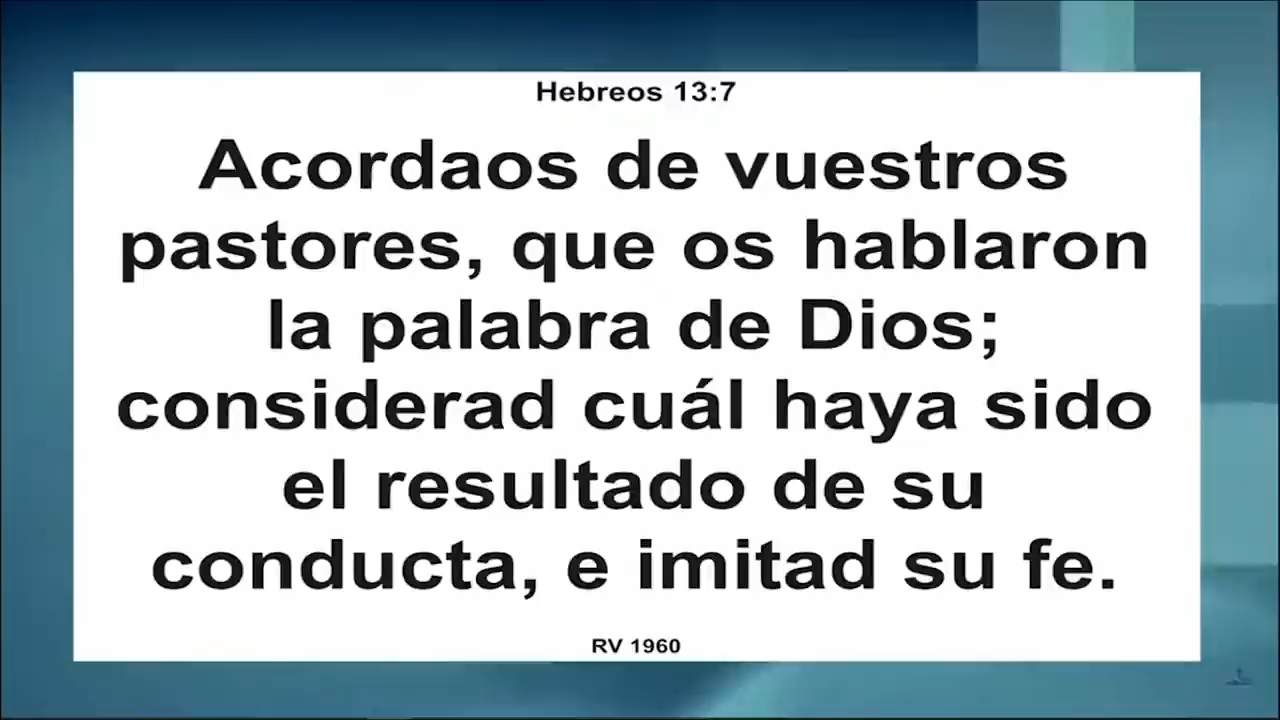 Hebreos 13:7
Acordaos de vuestros
pastores, que os hablaron
la palabra de Dios;
considerad cuál haya sido
el resultado de su
conducta, e imitad su fe.
RV 1960